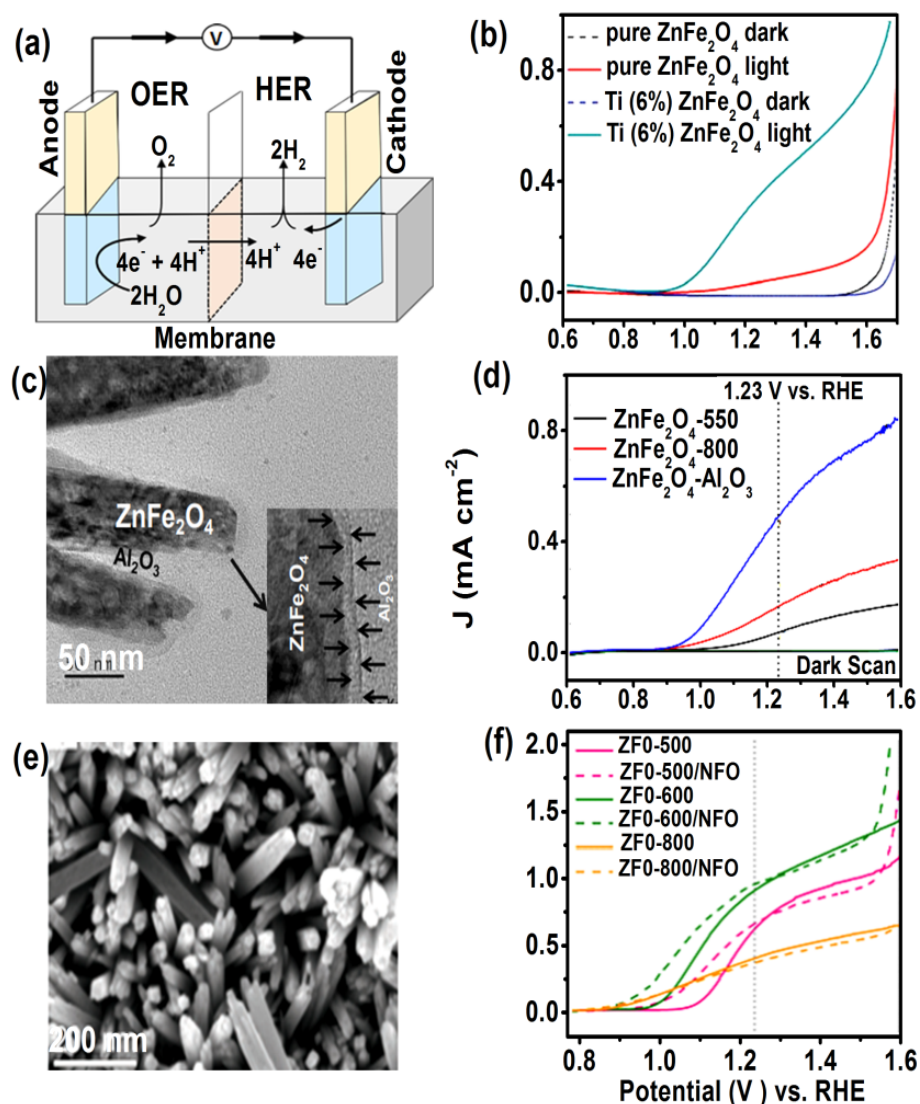 (a)
V
OER
HER
Anode
Cathode
O₂
2H₂
4e⁻ + 4H⁺
4H⁺
4e⁻
2H₂O
Membrane
(b)
pure ZnFe₂O₄ dark
pure ZnFe₂O₄ light
Ti (6%) ZnFe₂O₄ dark
Ti (6%) ZnFe₂O₄ light
0.8
0.4
0.0
0.6 0.8 1.0 1.2 1.4 1.6
(c)
ZnFe₂O₄
Al₂O₃
50 nm
ZnFe₂O₄
Al₂O₃
(d)
1.23 V vs. RHE
ZnFe₂O₄-550
ZnFe₂O₄-800
ZnFe₂O₄-Al₂O₃
0.8
0.4
0.0
J (mA cm⁻²)
Dark Scan
0.6 0.8 1.0 1.2 1.4 1.6
(e)
200 nm
(f)
ZF0-500
ZF0-500/NFO
ZF0-600
ZF0-600/NFO
ZF0-800
ZF0-800/NFO
2.0
1.5
1.0
0.5
0.0
0.8 1.0 1.2 1.4 1.6
Potential (V ) vs. RHE